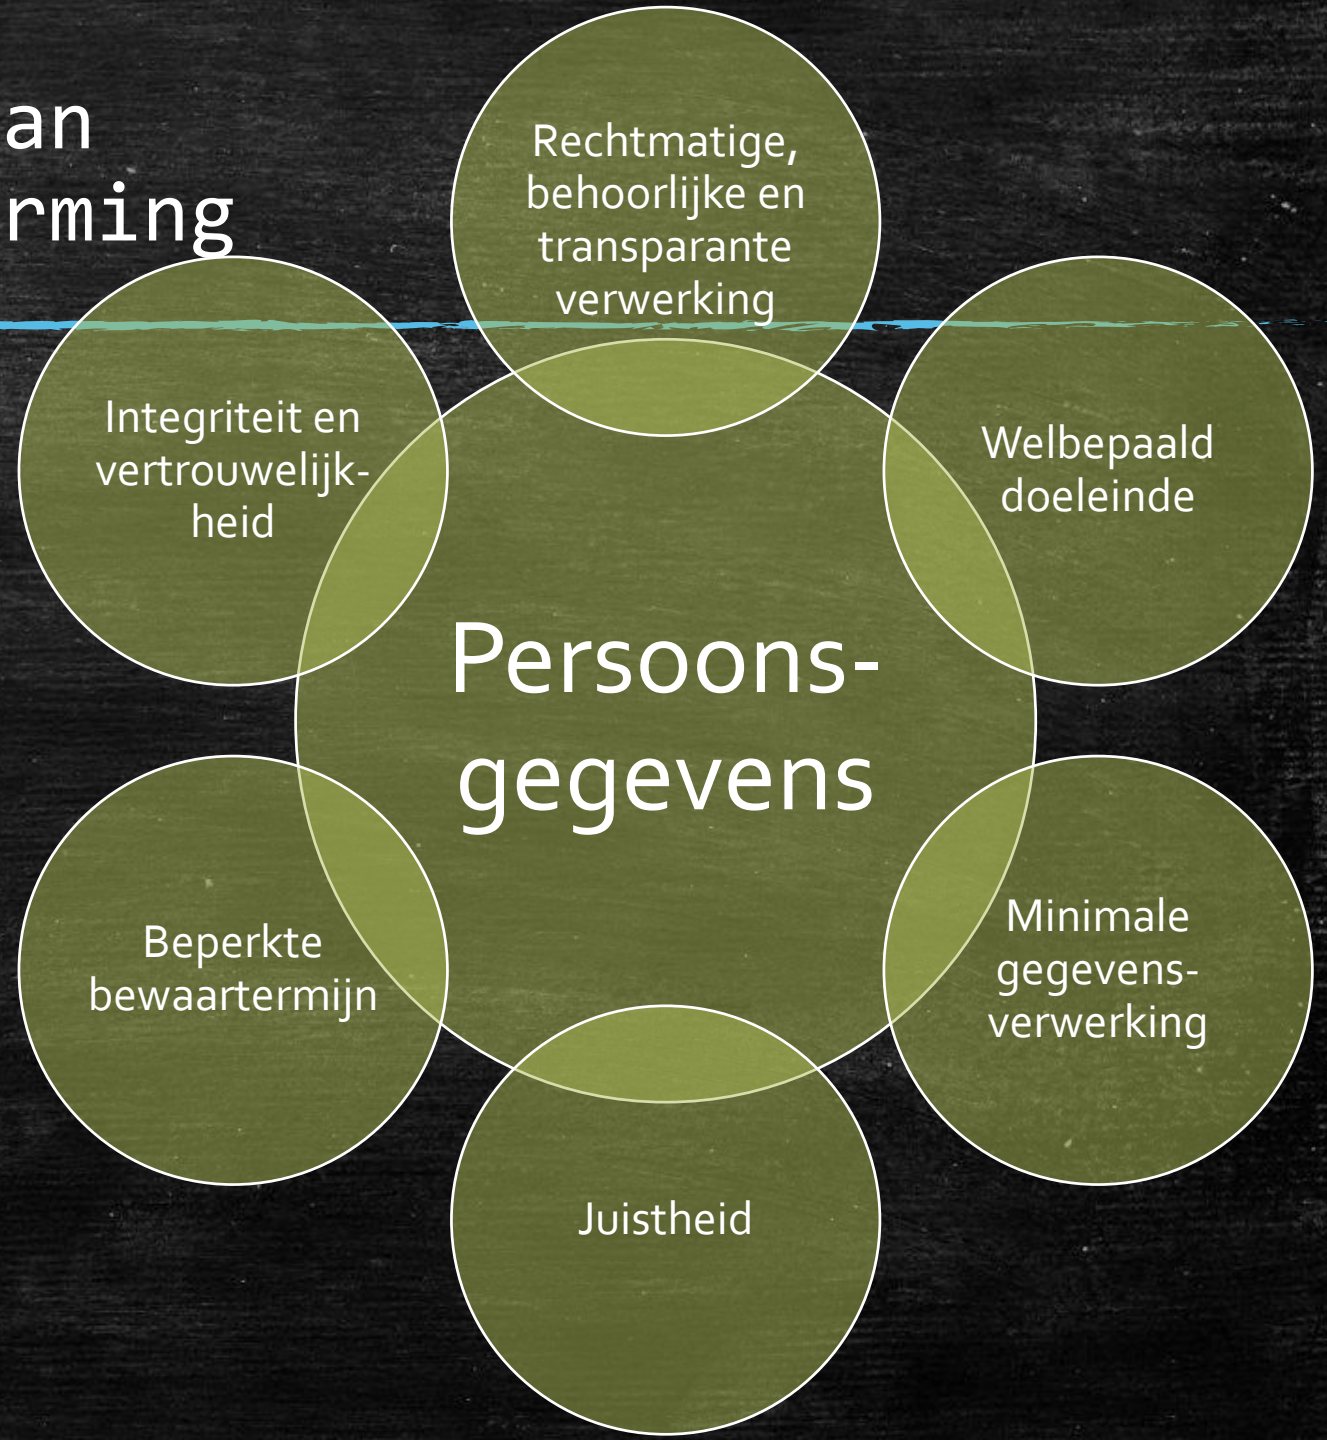 an
rming
Rechtmatige,
behoorlijke en
transparante
verwerking
Welbepaald
doeleinde
Minimale
gegevens-
verwerking
Juistheid
Beperkte
bewaartermijn
Integriteit en
vertrouwelijk-
heid
Persoons-
gegevens